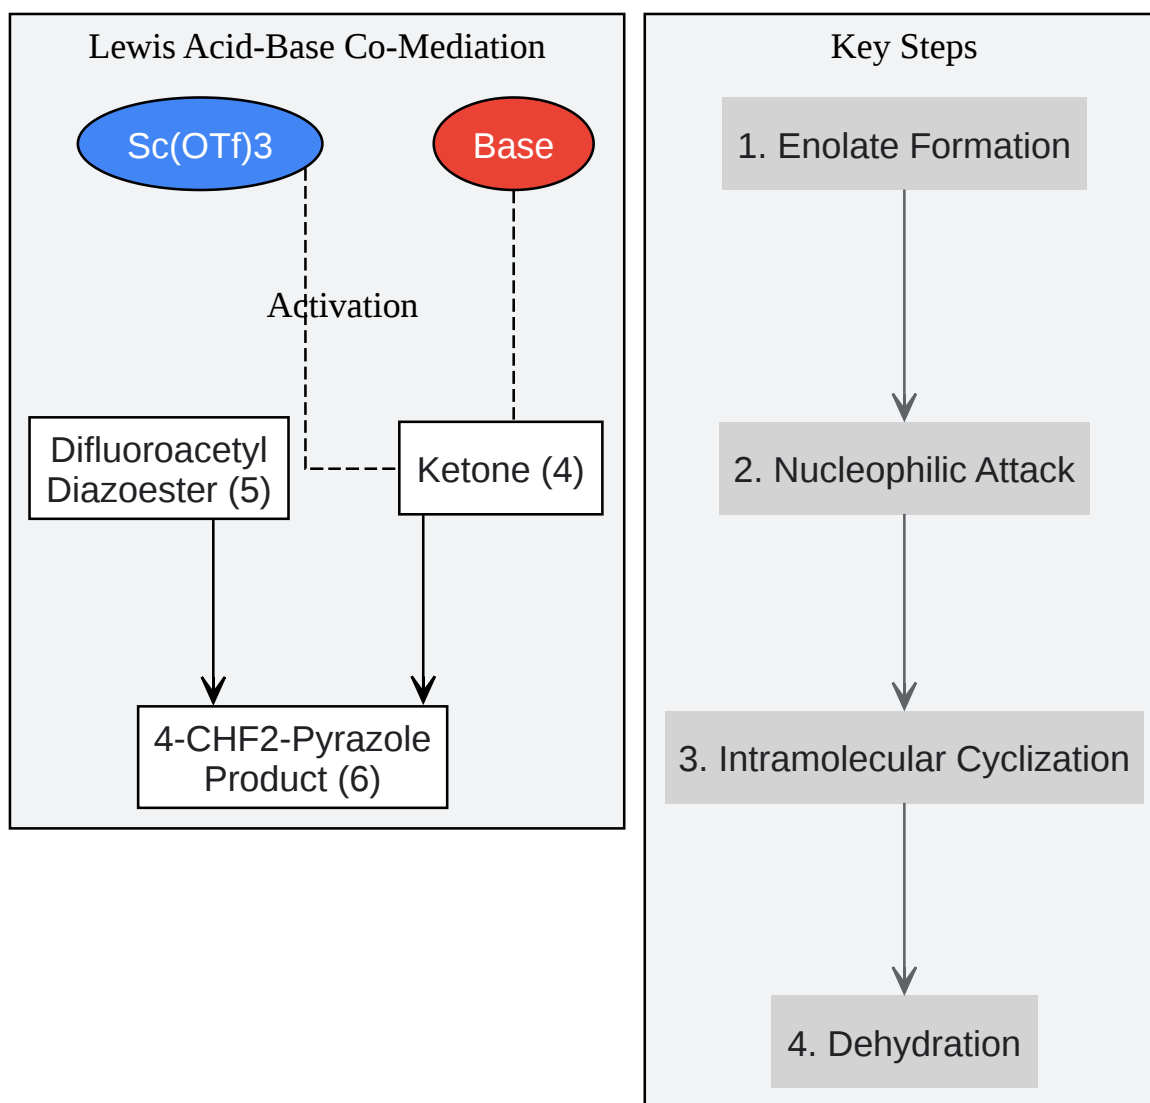 Lewis Acid-Base Co-Mediation
Sc(OTf)3
Base
Activation
Difluoroacetyl
Diazoester (5)
Ketone (4)
4-CHF2-Pyrazole
Product (6)
Key Steps
1. Enolate Formation
2. Nucleophilic Attack
3. Intramolecular Cyclization
4. Dehydration